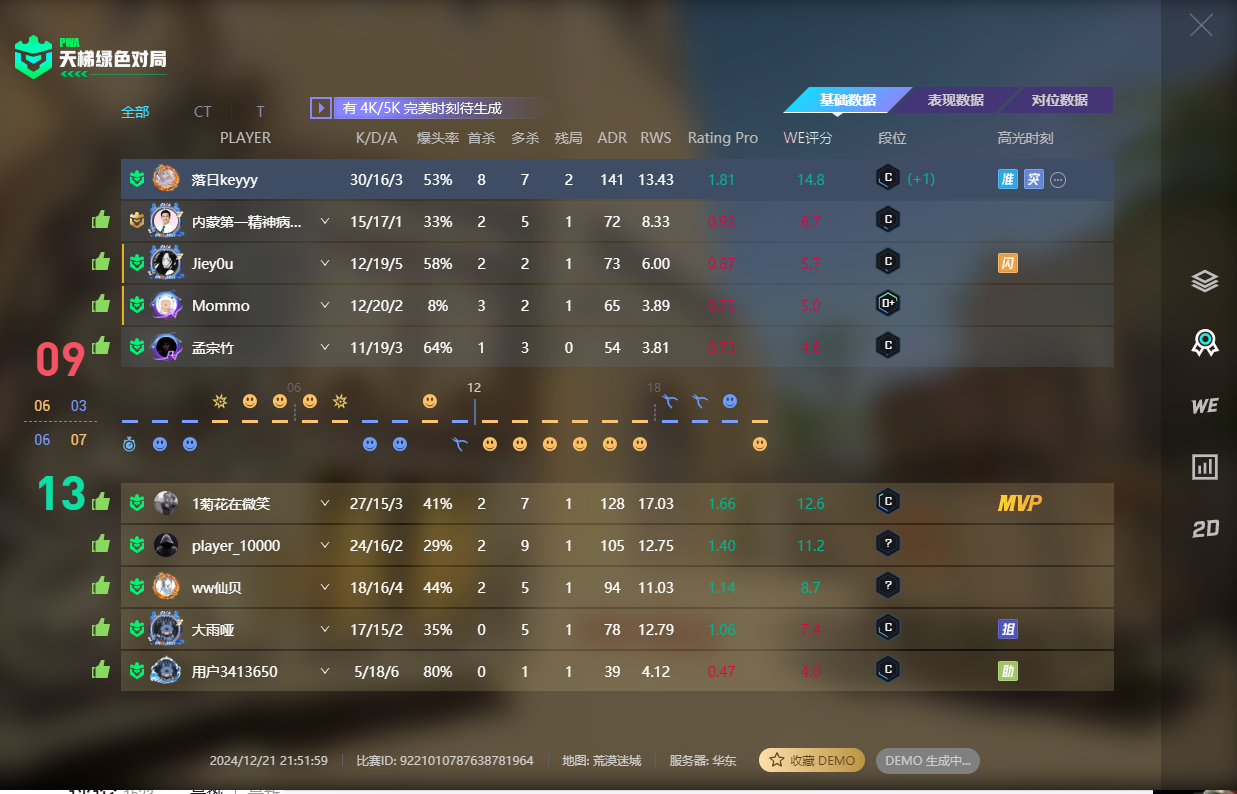 PWA
天梯绿色对局
全部 CT T
有 4K/5K 完美时刻待生成
基础数据 表现数据 对位数据
PLAYER K/D/A 爆头率 首杀 多杀 残局 ADR RWS Rating Pro WE评分 段位 高光时刻
落日keyyy 30/16/3 53% 8 7 2 141 13.43 1.81 14.8 C (+1) 准 突
内蒙第一精神病... 15/17/1 33% 2 5 1 72 8.33 0.93 6.7 C
Jiey0u 12/19/5 58% 2 2 1 73 6.00 0.87 5.7 C 闪
Mommo 12/20/2 8% 3 2 1 65 3.89 0.73 5.0 D+
孟宗竹 11/19/3 64% 1 3 0 54 3.81 0.73 4.6 C
09
06 03
06 07
13
06 12 18
1菊花在微笑 27/15/3 41% 2 7 1 128 17.03 1.66 12.6 C MVP
player_10000 24/16/2 29% 2 9 1 105 12.75 1.40 11.2 ?
ww仙贝 18/16/4 44% 2 5 1 94 11.03 1.14 8.7 ?
大雨哑 17/15/2 35% 0 5 1 78 12.79 1.06 7.4 C 狙
用户3413650 5/18/6 80% 0 1 1 39 4.12 0.47 4.0 C 助
WE
2D
2024/12/21 21:51:59 比赛ID: 9221010787638781964 地图: 荒漠迷城 服务器: 华东 收藏 DEMO DEMO 生成中...